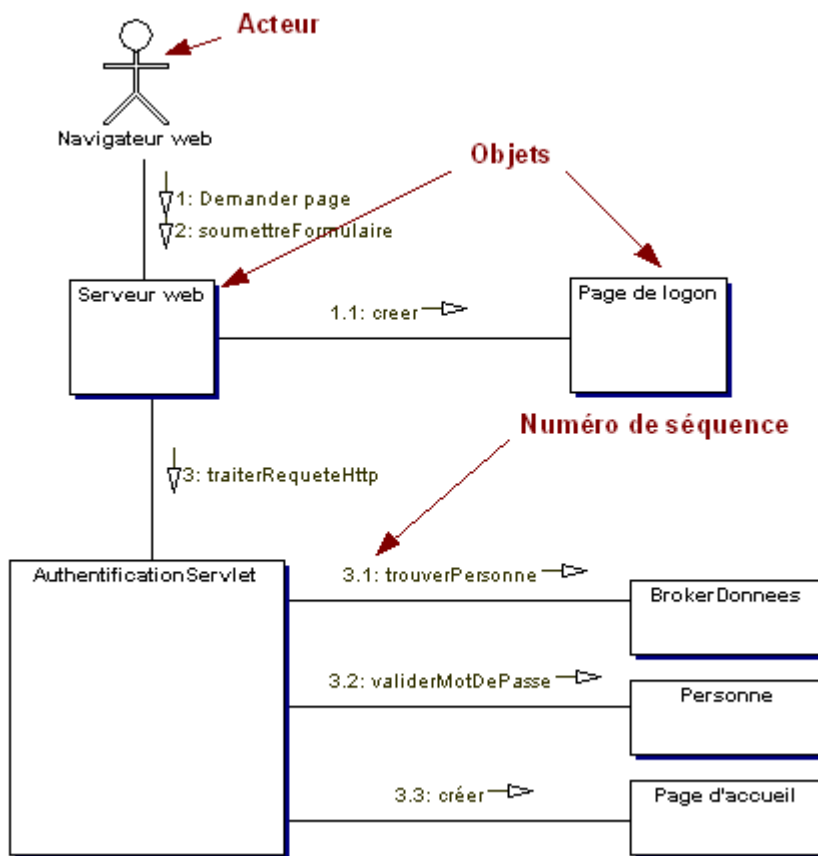 Acteur
Navigateur web
Objets
1: Demander page
2: soumettreFormulaire
Serveur web
Page de logon
1.1: creer
Numéro de séquence
3: traiterRequeteHttp
AuthentificationServlet
3.1: trouverPersonne
BrokerDonnees
3.2: validerMotDePasse
Personne
3.3: créer
Page d'accueil